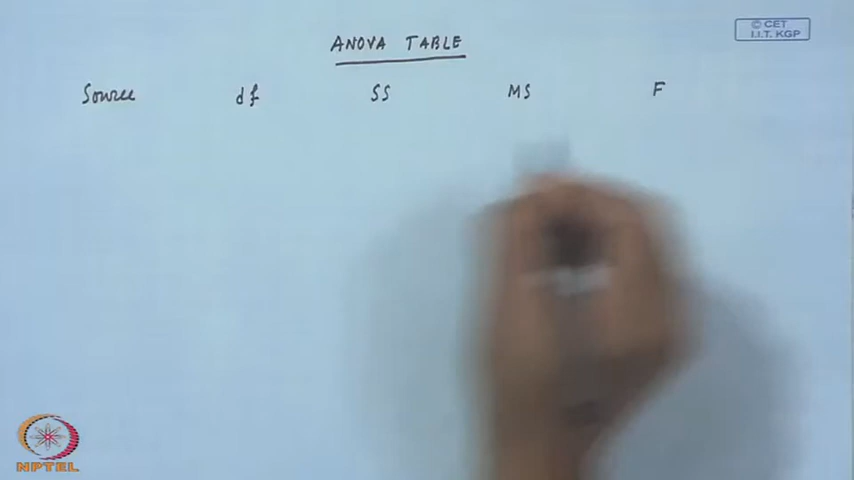 © CET
I.I.T. KGP
ANOVA TABLE
Source df SS MS F
NPTEL